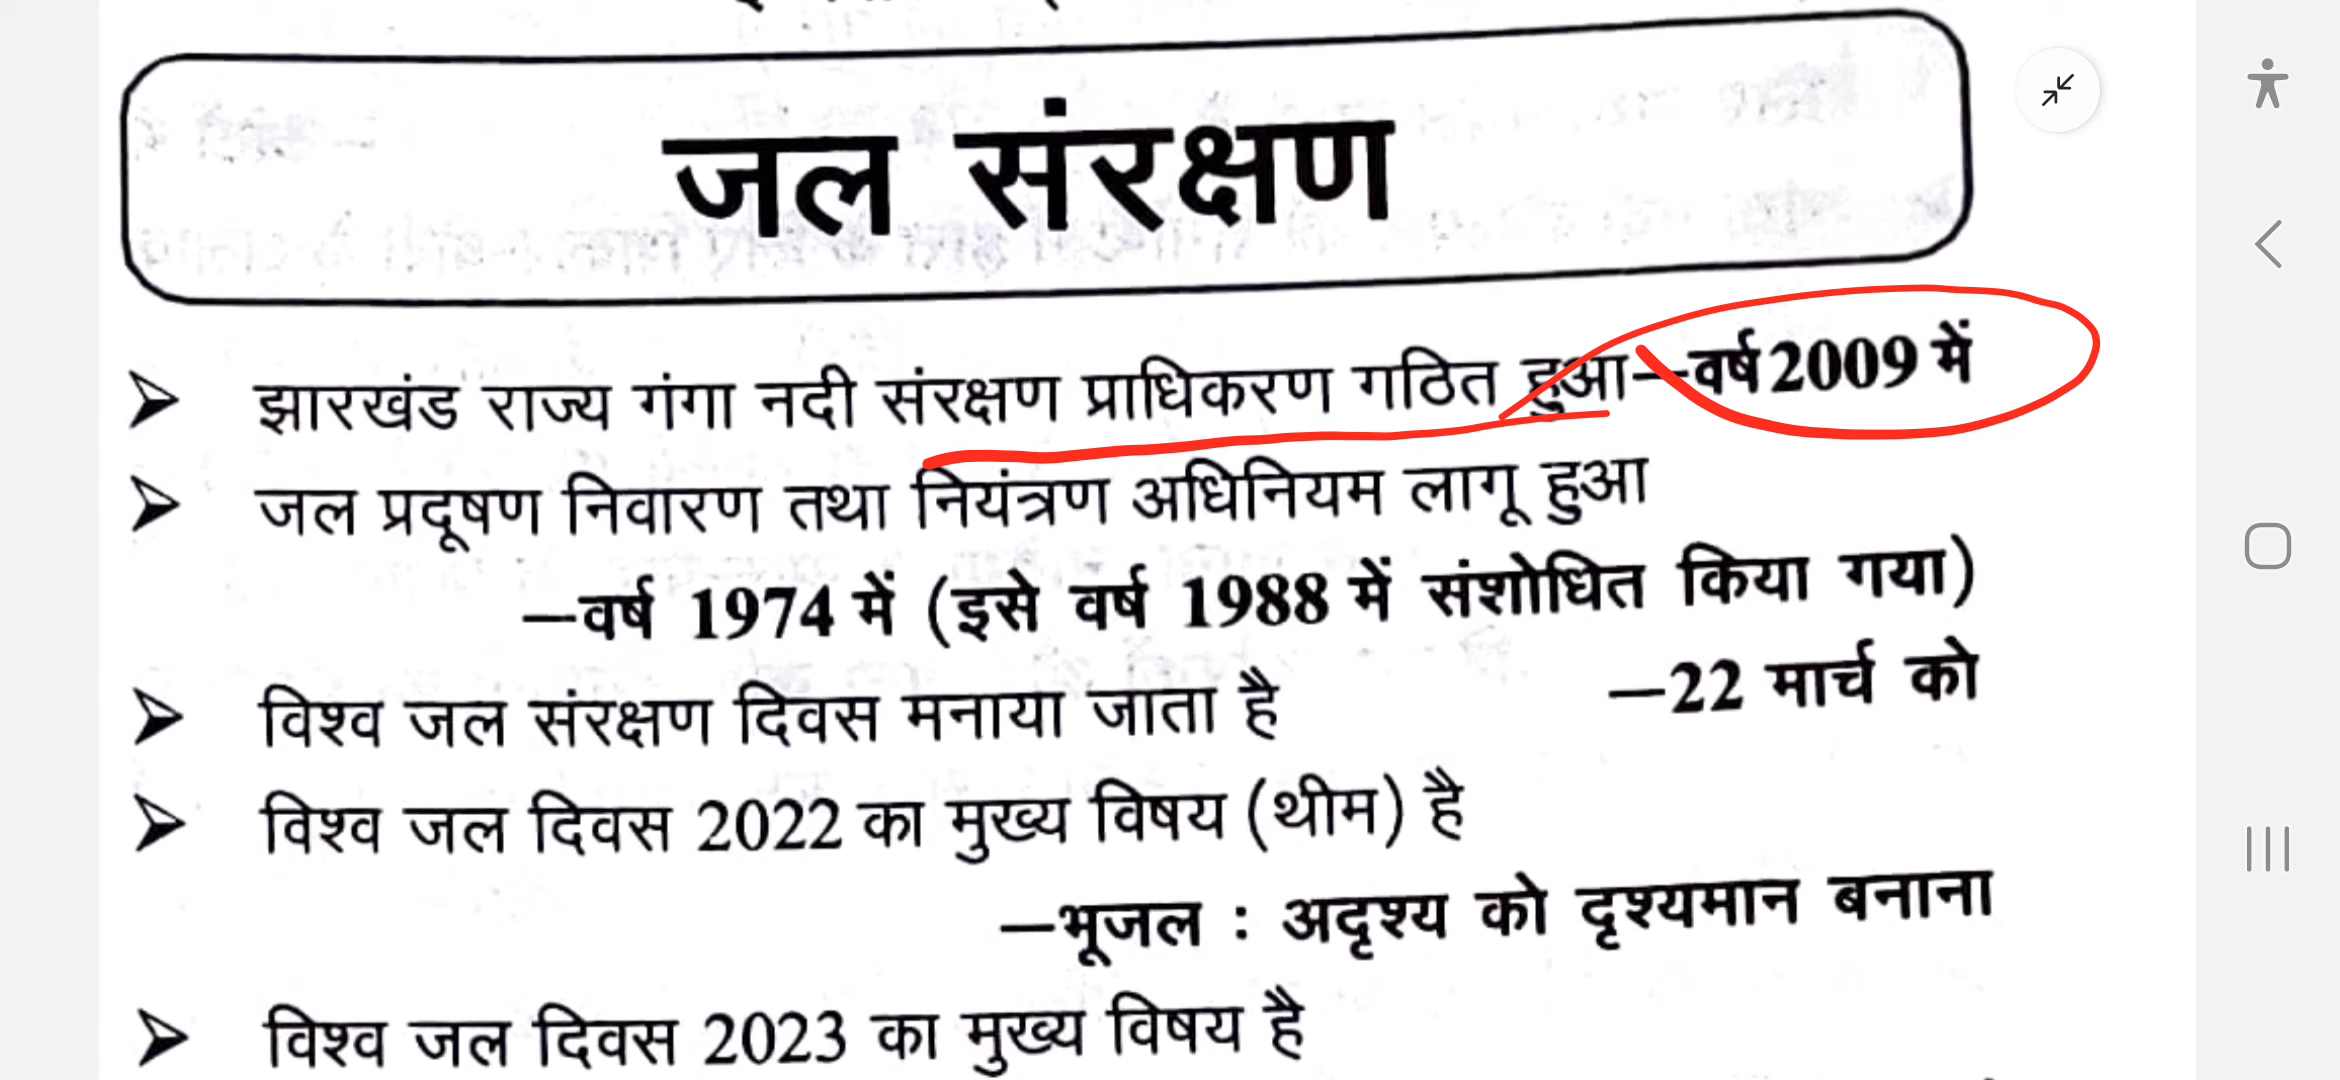 जल संरक्षण
➢ झारखंड राज्य गंगा नदी संरक्षण प्राधिकरण गठित हुआ—वर्ष 2009 में
➢ जल प्रदूषण निवारण तथा नियंत्रण अधिनियम लागू हुआ
—वर्ष 1974 में (इसे वर्ष 1988 में संशोधित किया गया)
➢ विश्व जल संरक्षण दिवस मनाया जाता है —22 मार्च को
➢ विश्व जल दिवस 2022 का मुख्य विषय (थीम) है
—भूजल : अदृश्य को दृश्यमान बनाना
➢ विश्व जल दिवस 2023 का मुख्य विषय है